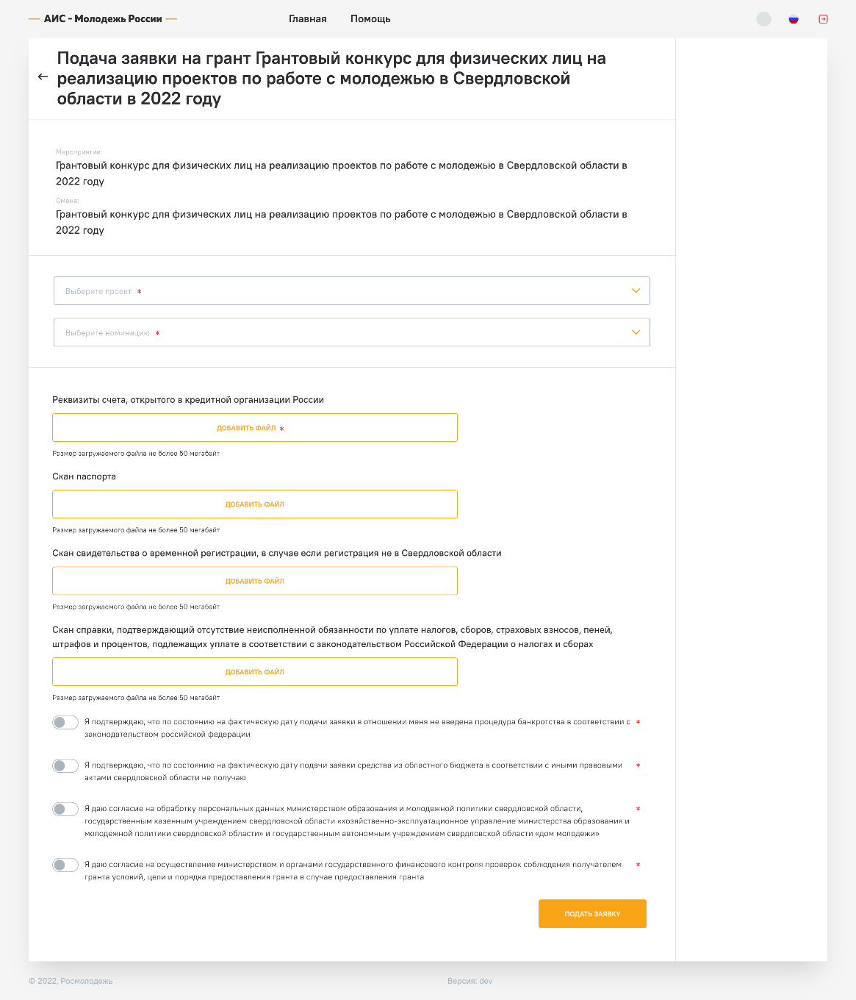 АИС - Молодежь России
Главная
Помощь
Подача заявки на грант Грантовый конкурс для физических лиц на
реализацию проектов по работе с молодежью в Свердловской
области в 2022 году
Мероприятие:
Грантовый конкурс для физических лиц на реализацию проектов по работе с молодежью в Свердловской области в
2022 году
Смена:
Грантовый конкурс для физических лиц на реализацию проектов по работе с молодежью в Свердловской области в
2022 году
Выберите проект *
Выберите номинацию *
Реквизиты счета, открытого в кредитной организации России
ДОБАВИТЬ ФАЙЛ *
Размер загружаемого файла не более 50 мегабайт
Скан паспорта
ДОБАВИТЬ ФАЙЛ
Размер загружаемого файла не более 50 мегабайт
Скан свидетельства о временной регистрации, в случае если регистрация не в Свердловской области
ДОБАВИТЬ ФАЙЛ
Размер загружаемого файла не более 50 мегабайт
Скан справки, подтверждающий отсутствие неисполненной обязанности по уплате налогов, сборов, страховых взносов, пеней,
штрафов и процентов, подлежащих уплате в соответствии с законодательством Российской Федерации о налогах и сборах
ДОБАВИТЬ ФАЙЛ
Размер загружаемого файла не более 50 мегабайт
Я подтверждаю, что по состоянию на фактическую дату подачи заявки в отношении меня не введена процедура банкротства в соответствии с *
законодательством российской федерации
Я подтверждаю, что по состоянию на фактическую дату подачи заявки средства из областного бюджета в соответствии с иными правовыми *
актами свердловской области не получаю
Я даю согласие на обработку персональных данных министерством образования и молодежной политики свердловской области, *
государственным казенным учреждением свердловской области «хозяйственно-эксплуатационное управление министерства образования и
молодежной политики свердловской области» и государственным автономным учреждением свердловской области «дом молодежи»
Я даю согласие на осуществление министерством и органами государственного финансового контроля проверок соблюдения получателем *
гранта условий, цели и порядка предоставления гранта в случае предоставления гранта
ПОДАТЬ ЗАЯВКУ
© 2022, Росмолодежь
Версия: dev